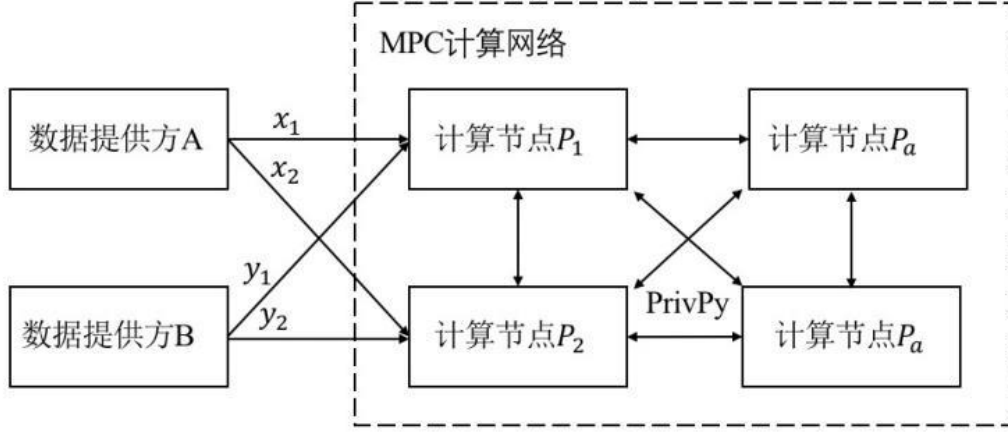 MPC计算网络
数据提供方A
x₁
计算节点P₁
计算节点Pₐ
x₂
y₁
数据提供方B
y₂
计算节点P₂
PrivPy
计算节点Pₐ